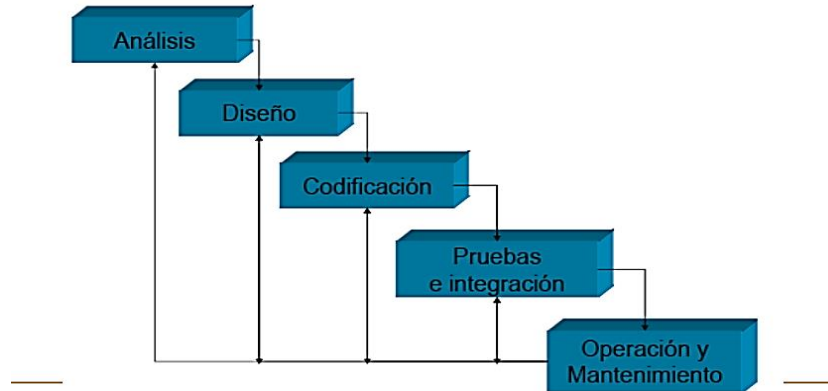 Análisis
Diseño
Codificación
Pruebas
e integración
Operación y
Mantenimiento